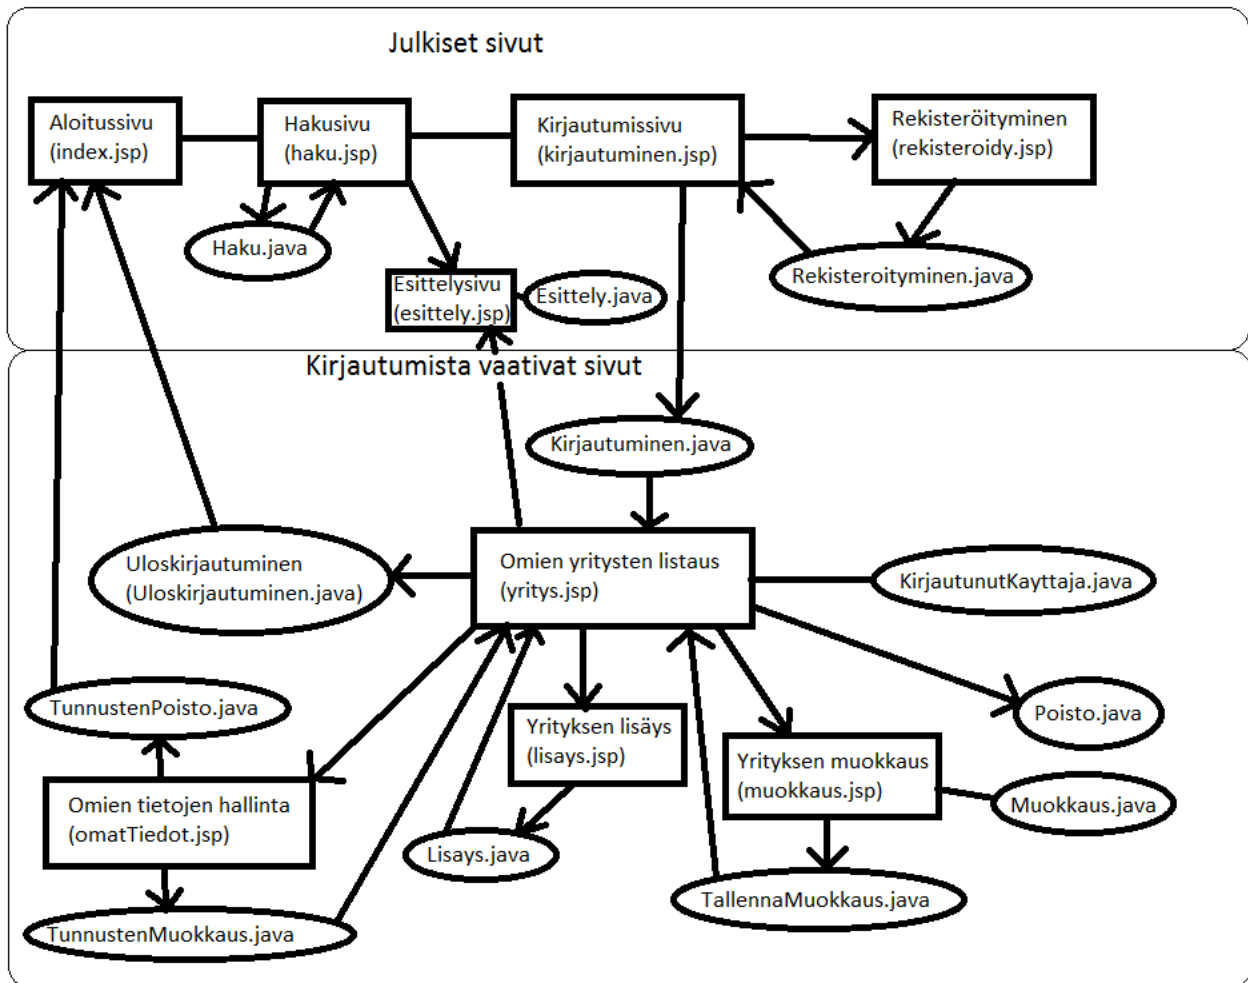 Julkiset sivut
Aloitussivu
(index.jsp)
Hakusivu
(haku.jsp)
Kirjautumissivu
(kirjautuminen.jsp)
Rekisteröityminen
(rekisteroidy.jsp)
Haku.java
Esittelysivu
(esittely.jsp)
Esittely.java
Rekisteroityminen.java
Kirjautumista vaativat sivut
Kirjautuminen.java
Uloskirjautuminen
(Uloskirjautuminen.java)
Omien yritysten listaus
(yritys.jsp)
KirjautunutKayttaja.java
TunnustenPoisto.java
Yrityksen lisäys
(lisays.jsp)
Poisto.java
Yrityksen muokkaus
(muokkaus.jsp)
Muokkaus.java
Omien tietojen hallinta
(omatTiedot.jsp)
Lisays.java
TallennaMuokkaus.java
TunnustenMuokkaus.java